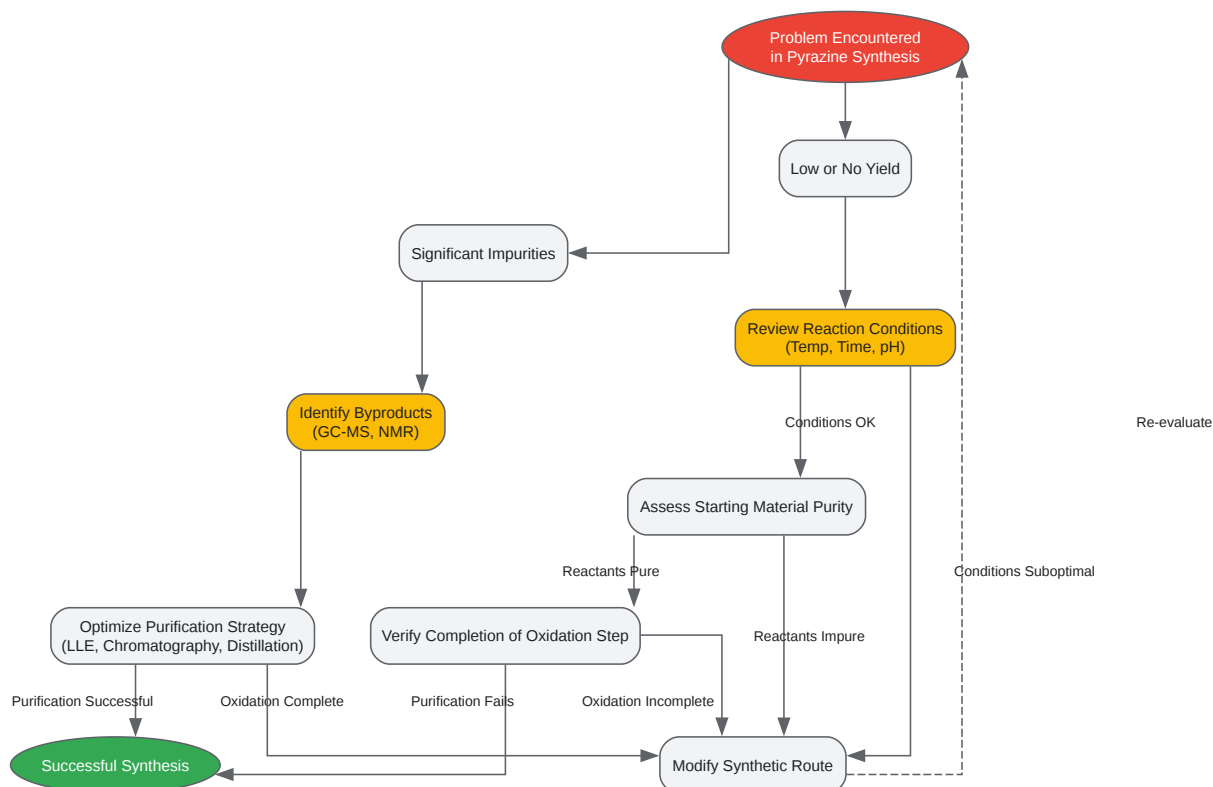 Problem Encountered
in Pyrazine Synthesis
Low or No Yield
Significant Impurities
Review Reaction Conditions
(Temp, Time, pH)
Identify Byproducts
(GC-MS, NMR)
Conditions OK
Re-evaluate
Assess Starting Material Purity
Reactants Pure
Conditions Suboptimal
Optimize Purification Strategy
(LLE, Chromatography, Distillation)
Verify Completion of Oxidation Step
Reactants Impure
Purification Successful
Oxidation Complete
Purification Fails
Oxidation Incomplete
Successful Synthesis
Modify Synthetic Route